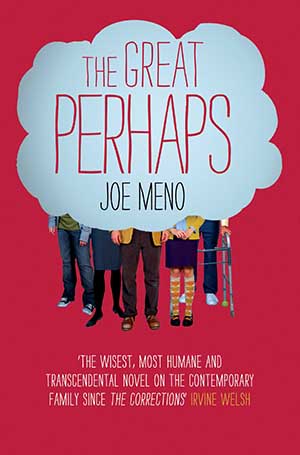 THE GREAT
PERHAPS
JOE MENO
'THE WISEST, MOST HUMANE AND
TRANSCENDENTAL NOVEL ON THE CONTEMPORARY
FAMILY SINCE THE CORRECTIONS' IRVINE WELSH